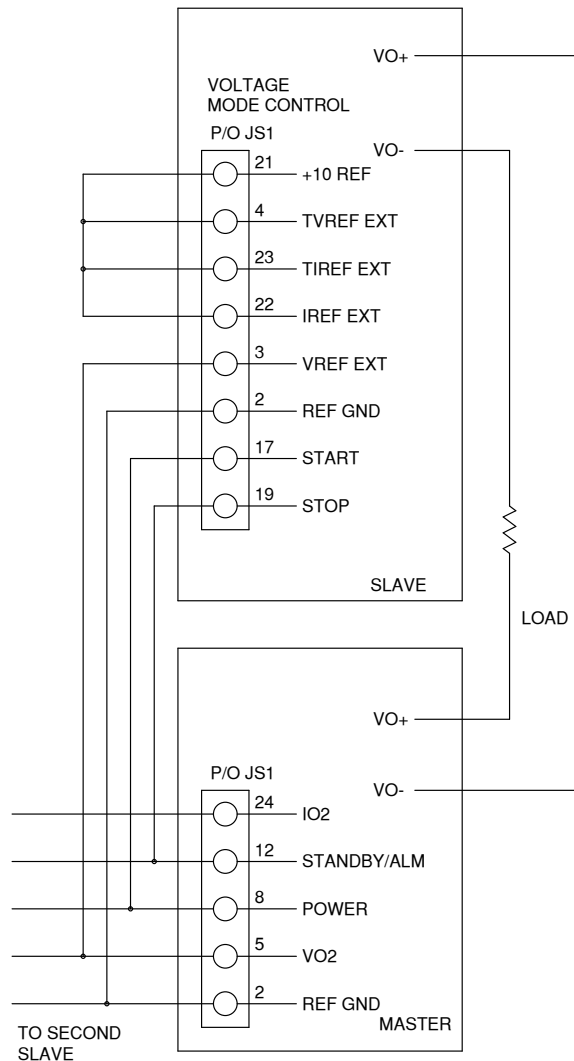 VO+
VOLTAGE
MODE CONTROL
P/O JS1
VO-
21 +10 REF
4 TVREF EXT
23 TIREF EXT
22 IREF EXT
3 VREF EXT
2 REF GND
17 START
19 STOP
SLAVE
LOAD
VO+
P/O JS1
VO-
24 IO2
12 STANDBY/ALM
8 POWER
5 VO2
2 REF GND
MASTER
TO SECOND
SLAVE